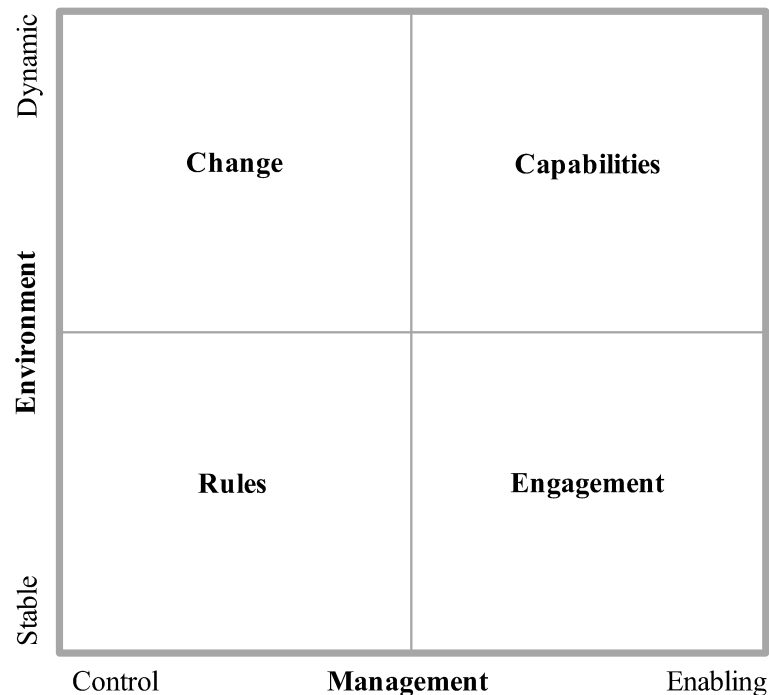 Dynamic
Change
Capabilities
Environment
Rules
Engagement
Stable
Control
Management
Enabling